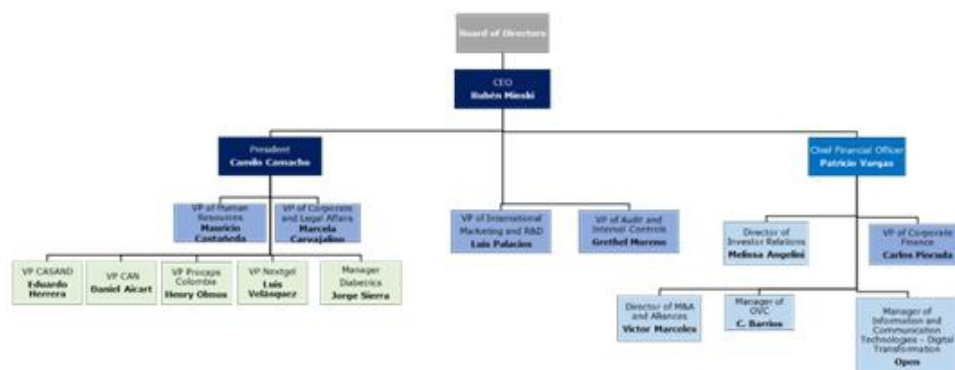 Board of Directors
CEO
Rubén Minski
President
Camilo Camacho
Chief Financial Officer
Patricio Vargas
VP of Human
Resources
Mauricio
Castañeda
VP of Corporate
and Legal Affairs
Marcela
Carvajalino
VP of International
Marketing and R&D
Luis Palacios
VP of Audit and
Internal Controls
Grethel Moreno
Director of
Investor Relations
Melissa Angelini
VP of Corporate
Finance
Carlos Piocuda
VP CASAND
Eduardo
Herrera
VP CAN
Daniel Aicart
VP Procaps
Colombia
Henry Olmos
VP Nextgel
Luis
Velásquez
Manager
Diabetrics
Jorge Sierra
Director of M&A
and Alliances
Victor Marceles
Manager of
OVC
C. Barrios
Manager of
Information and
Communication
Technologies – Digital
Transformation
Open